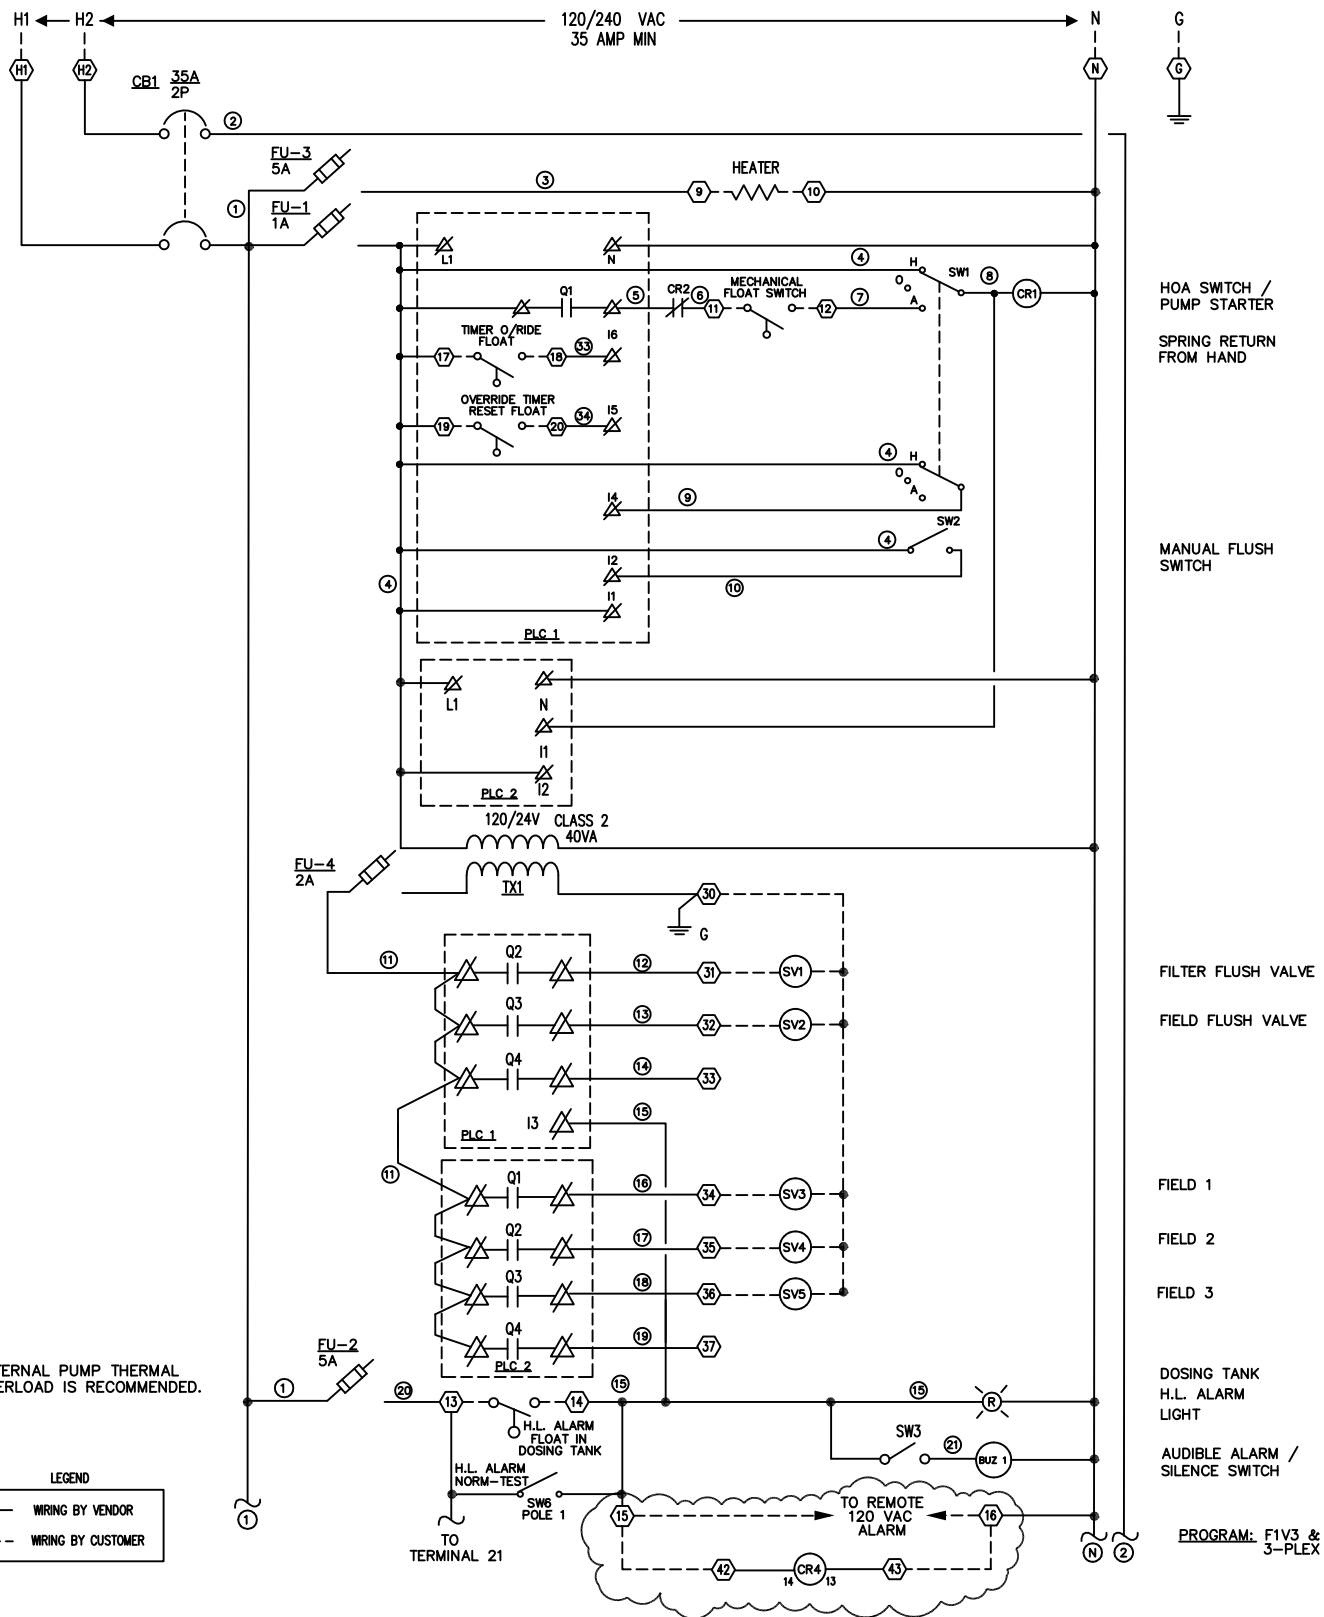 H1 H2 120/240 VAC N G
35 AMP MIN
H1 H2 N G
CB1 35A
2P
2
FU-3
5A
HEATER
3 9 10
1
FU-1
1A
L1 N
4 H SW1 8
O
CR1
A
HOA SWITCH /
PUMP STARTER
Q1 5 CR2 6 11
MECHANICAL
FLOAT SWITCH
12 7
SPRING RETURN
FROM HAND
TIMER O/RIDE
FLOAT
17 18 33 I6
OVERRIDE TIMER
RESET FLOAT
19 20 34 I5
4 H
O
A
I4 9
SW2
4
MANUAL FLUSH
SWITCH
I2
10
4
I1
PLC 1
L1 N
I1
I2
PLC 2
120/24V CLASS 2
40VA
FU-4
2A
TX1
30
G
11 Q2 12 31 SV1
FILTER FLUSH VALVE
Q3 13 32 SV2
FIELD FLUSH VALVE
Q4 14 33
I3 15
PLC 1
11
Q1 16 34 SV3
FIELD 1
Q2 17 35 SV4
FIELD 2
Q3 18 36 SV5
FIELD 3
Q4 19 37
PLC 2
FU-2
5A
TERNAL PUMP THERMAL
ERLOAD IS RECOMMENDED.
1 20 13 14 15 15 R
DOSING TANK
H.L. ALARM
LIGHT
H.L. ALARM
FLOAT IN
DOSING TANK
SW3 21 BUZ 1
AUDIBLE ALARM /
SILENCE SWITCH
H.L. ALARM
NORM-TEST
SW6
POLE 1
LEGEND
WIRING BY VENDOR
WIRING BY CUSTOMER
1
TO
TERMINAL 21
15
TO REMOTE
120 VAC
ALARM
16
42 14 CR4 13 43
N 2
PROGRAM: F1V3 &
3-PLEX